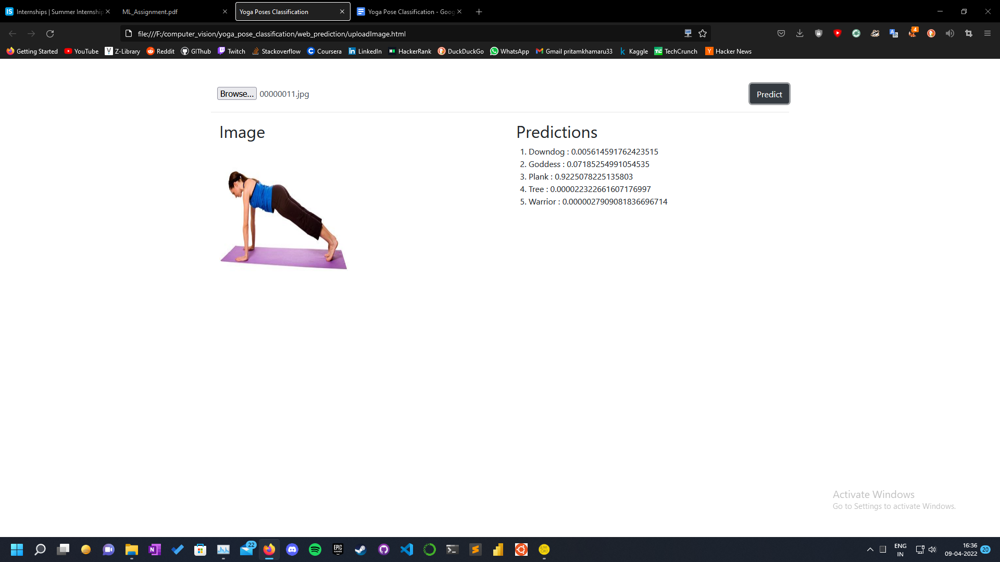 Internships | Summer Internship
ML_Assignment.pdf
Yoga Poses Classification
Yoga Pose Classification - Goog
file:///F:/computer_vision/yoga_pose_classification/web_prediction/uploadImage.html
Getting Started YouTube Z-Library Reddit GIThub Twitch Stackoverflow Coursera LinkedIn HackerRank DuckDuckGo WhatsApp Gmail pritamkhamaru33 Kaggle TechCrunch Hacker News
Browse... 00000011.jpg
Predict
Image
Predictions
1. Downdog : 0.005614591762423515
2. Goddess : 0.07185254991054535
3. Plank : 0.9225078225135803
4. Tree : 0.000022322661607176997
5. Warrior : 0.0000027909081836696714
Activate Windows
Go to Settings to activate Windows.
22
ENG
IN
16:36
09-04-2022
20